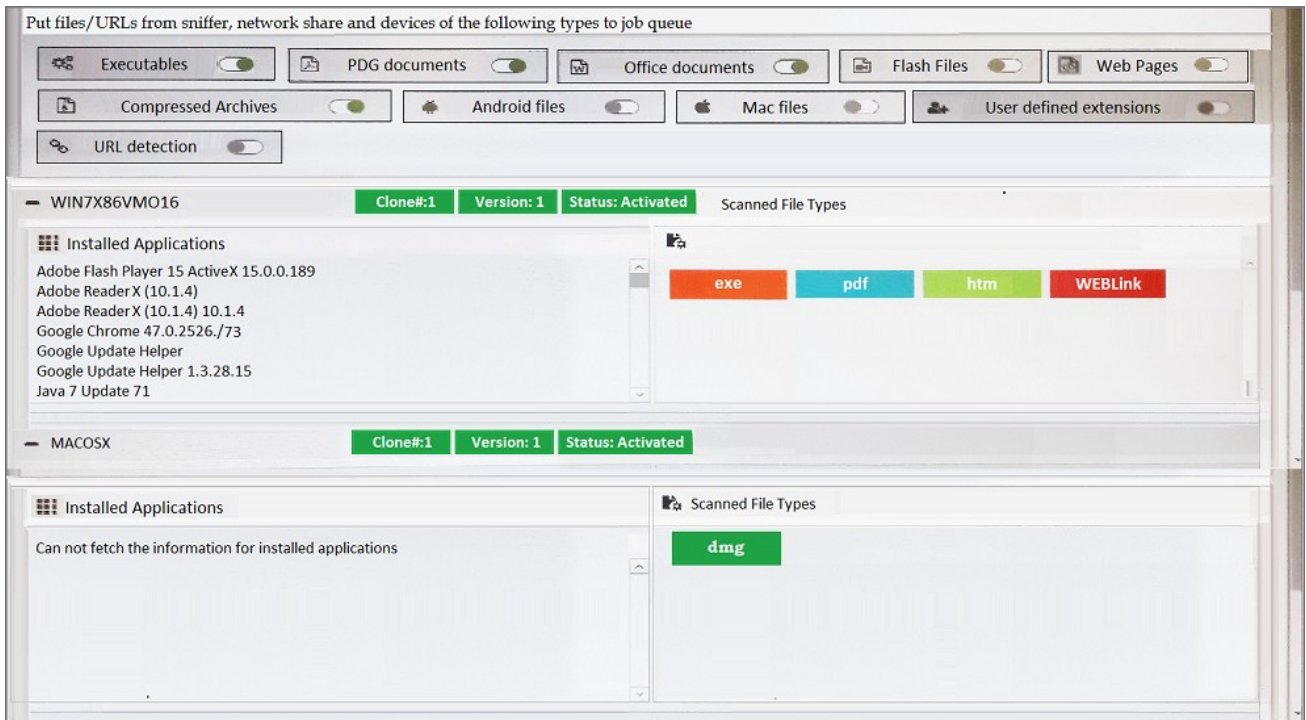 Put files/URLs from sniffer, network share and devices of the following types to job queue
Executables PDG documents Office documents Flash Files Web Pages
Compressed Archives Android files Mac files User defined extensions
URL detection
WIN7X86VMO16 Clone#:1 Version: 1 Status: Activated Scanned File Types
Installed Applications
Adobe Flash Player 15 ActiveX 15.0.0.189
exe pdf htm WEBLink
Adobe Reader X (10.1.4)
Adobe Reader X (10.1.4) 10.1.4
Google Chrome 47.0.2526./73
Google Update Helper
Google Update Helper 1.3.28.15
Java 7 Update 71
MACOSX Clone#:1 Version: 1 Status: Activated
Installed Applications Scanned File Types
Can not fetch the information for installed applications dmg